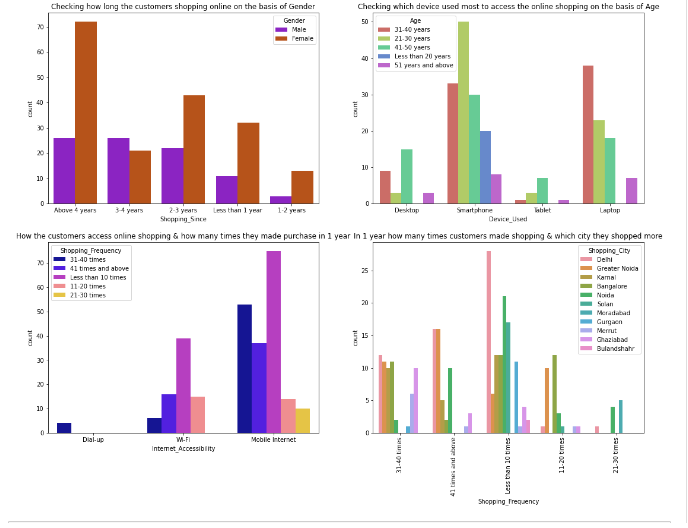 Checking how long the customers shopping online on the basis of Gender
Gender
Male
Female
count
70
60
50
40
30
20
10
0
Above 4 years 3-4 years 2-3 years Less than 1 year 1-2 years
Shopping_Since
Checking which device used most to access the online shopping on the basis of Age
Age
31-40 years
21-30 years
41-50 yaers
Less than 20 years
51 years and above
count
50
40
30
20
10
0
Desktop Smartphone Tablet Laptop
Device_Used
How the customers access online shopping & how many times they made purchase in 1 year
Shopping_Frequency
31-40 times
41 times and above
Less than 10 times
11-20 times
21-30 times
count
70
60
50
40
30
20
10
0
Dial-up Wi-Fi Mobile Internet
Internet_Accessibility
In 1 year how many times customers made shopping & which city they shopped more
Shopping_City
Delhi
Greater Noida
Karnal
Bangalore
Noida
Solan
Moradabad
Gurgaon
Merrut
Ghaziabad
Bulandshahr
count
25
20
15
10
5
0
31-40 times
41 times and above
Less than 10 times
11-20 times
21-30 times
Shopping_Frequency